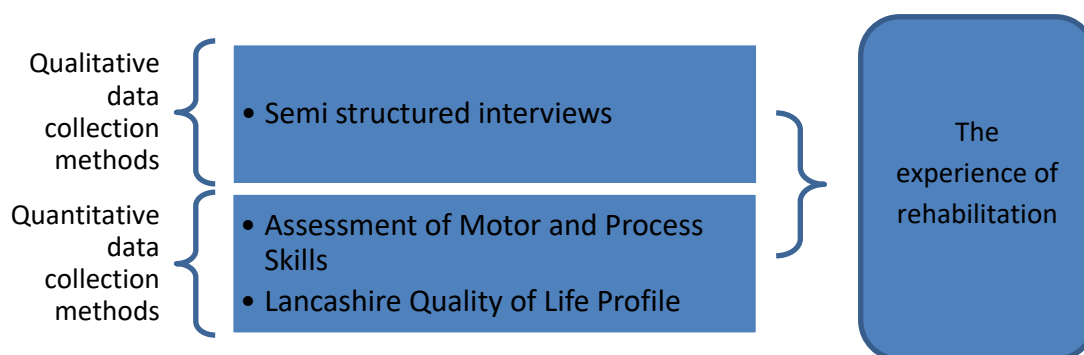 Qualitative
data
collection
methods
• Semi structured interviews
Quantitative
data
collection
methods
• Assessment of Motor and Process
Skills
• Lancashire Quality of Life Profile
The
experience of
rehabilitation